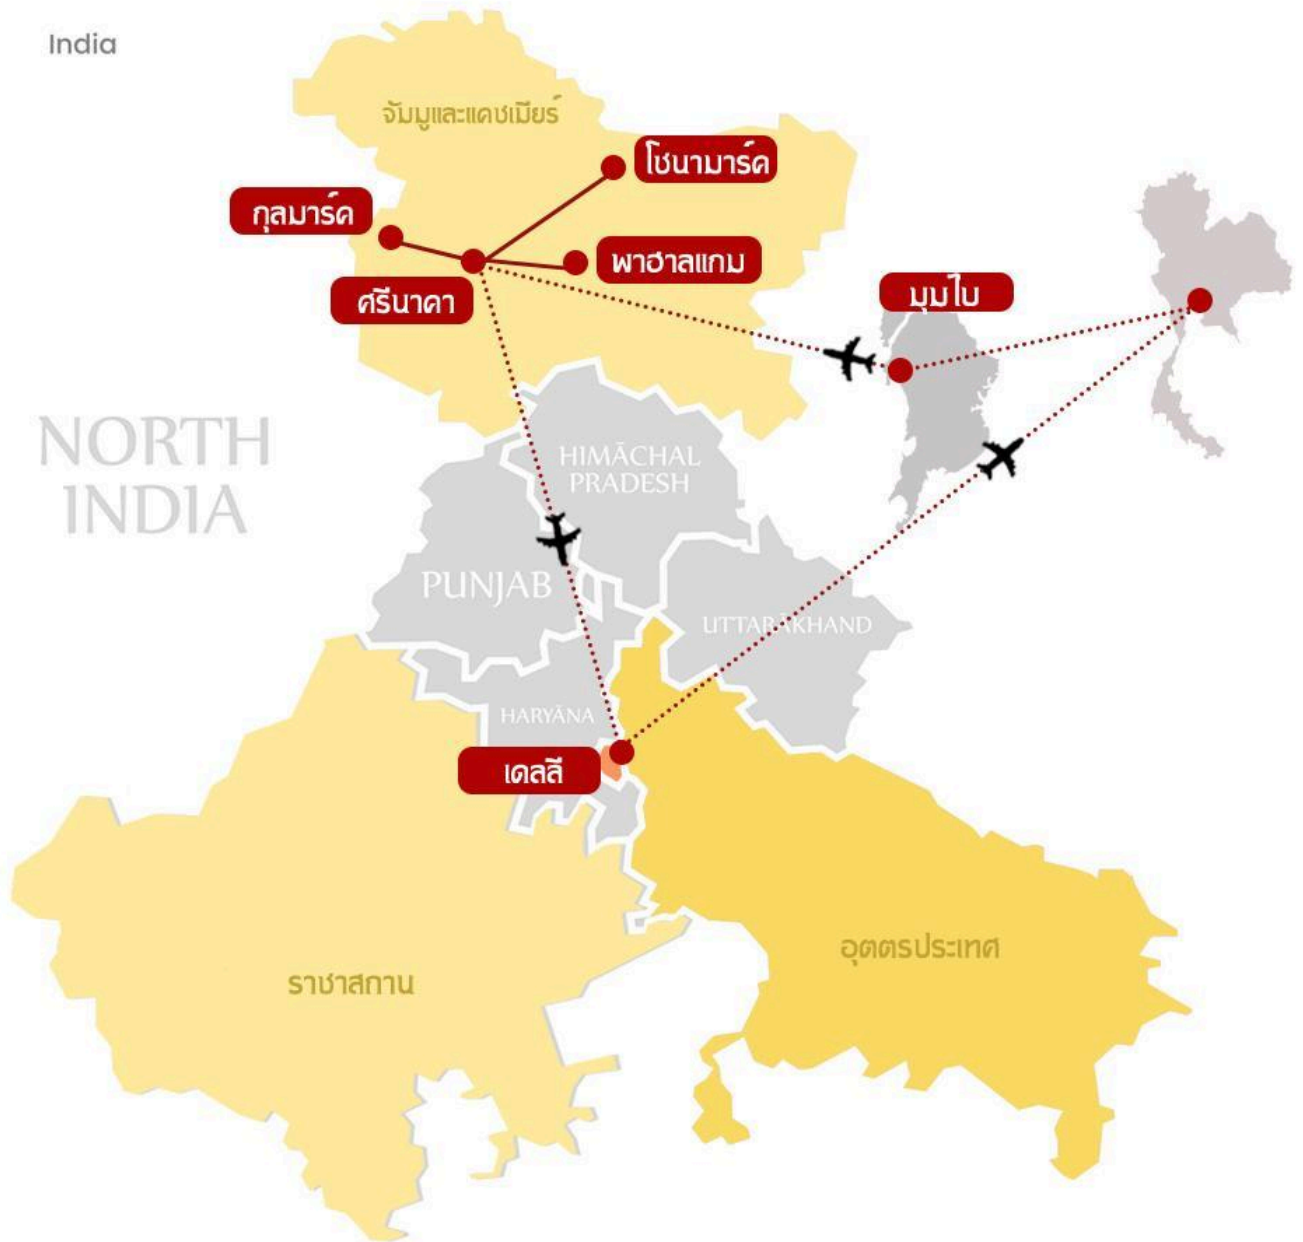 India
จัมมูและแคชเมียร์
โซนามาร์ค
กุลมาร์ค
พาฮาลแกม
ศรีนาคา
มุมไบ
NORTH
INDIA
HIMĀCHAL
PRADESH
PUNJAB
UTTARĀKHAND
HARYĀNA
เดลลี
อุตตรประเทศ
ราชาสถาน